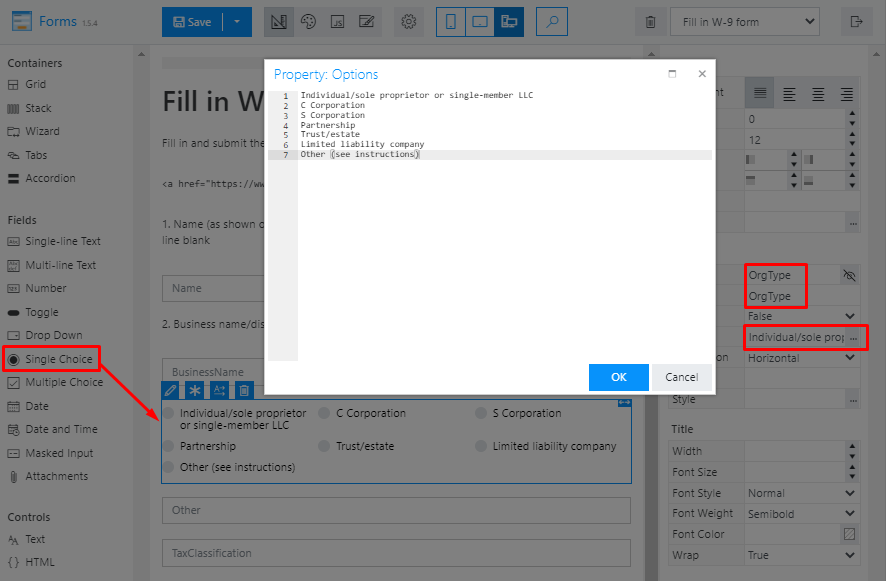 Forms 1.5.4
Save
Fill in W-9 form
Containers
Grid
Stack
Wizard
Tabs
Accordion
Fields
Single-line Text
Multi-line Text
Number
Toggle
Drop Down
Single Choice
Multiple Choice
Date
Date and Time
Masked Input
Attachments
Controls
Text
HTML
Fill in W-
Fill in and submit the
<a href="https://ww
1. Name (as shown o
line blank
Name
2. Business name/dis
BusinessName
Individual/sole proprietor
or single-member LLC
C Corporation
S Corporation
Partnership
Trust/estate
Limited liability company
Other (see instructions)
Other
TaxClassification
Property: Options
1 Individual/sole proprietor or single-member LLC
2 C Corporation
3 S Corporation
4 Partnership
5 Trust/estate
6 Limited liability company
7 Other (see instructions)
OK
Cancel
nt
0
12
...
OrgType
OrgType
False
Individual/sole prop ...
on Horizontal
Style ...
Title
Width
Font Size
Font Style Normal
Font Weight Semibold
Font Color
Wrap True